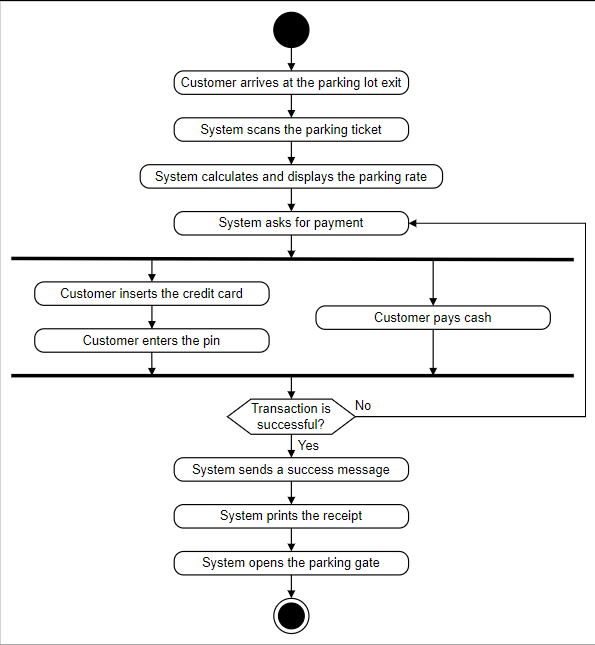 Customer arrives at the parking lot exit
System scans the parking ticket
System calculates and displays the parking rate
System asks for payment
Customer inserts the credit card
Customer pays cash
Customer enters the pin
Transaction is
successful?
No
Yes
System sends a success message
System prints the receipt
System opens the parking gate